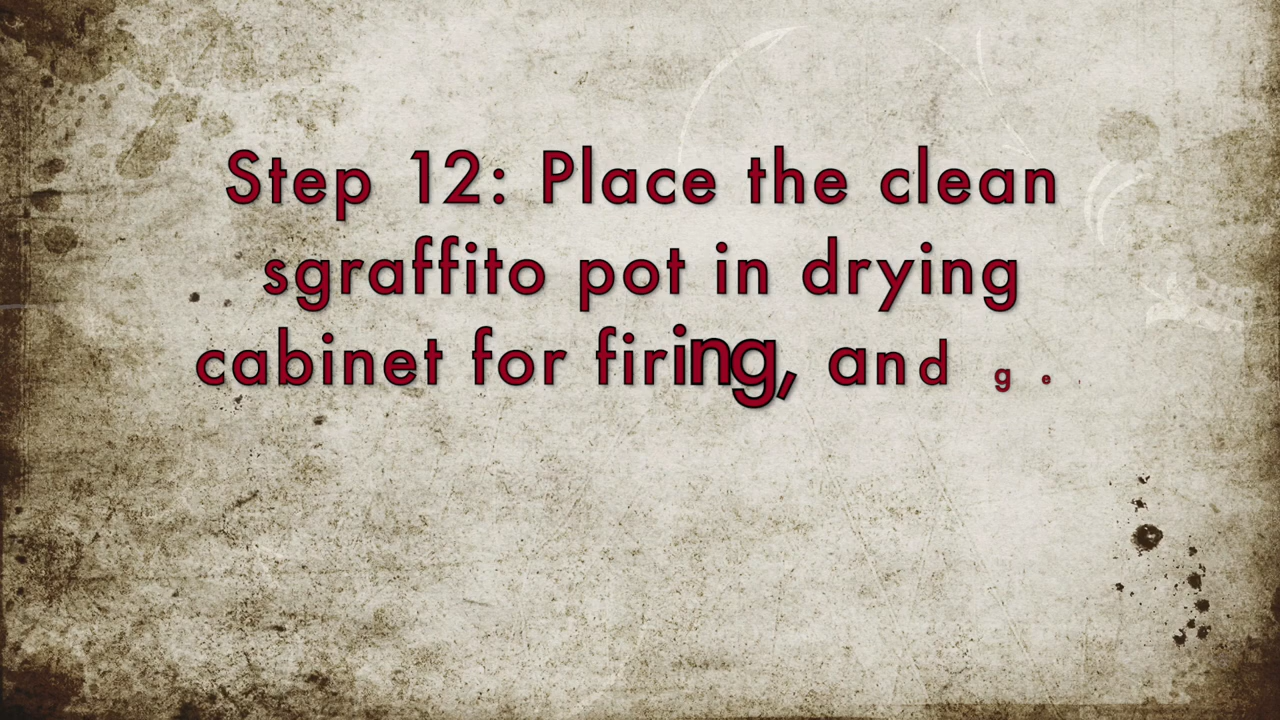 Step 12: Place the clean
sgraffito pot in drying
cabinet for firing, and